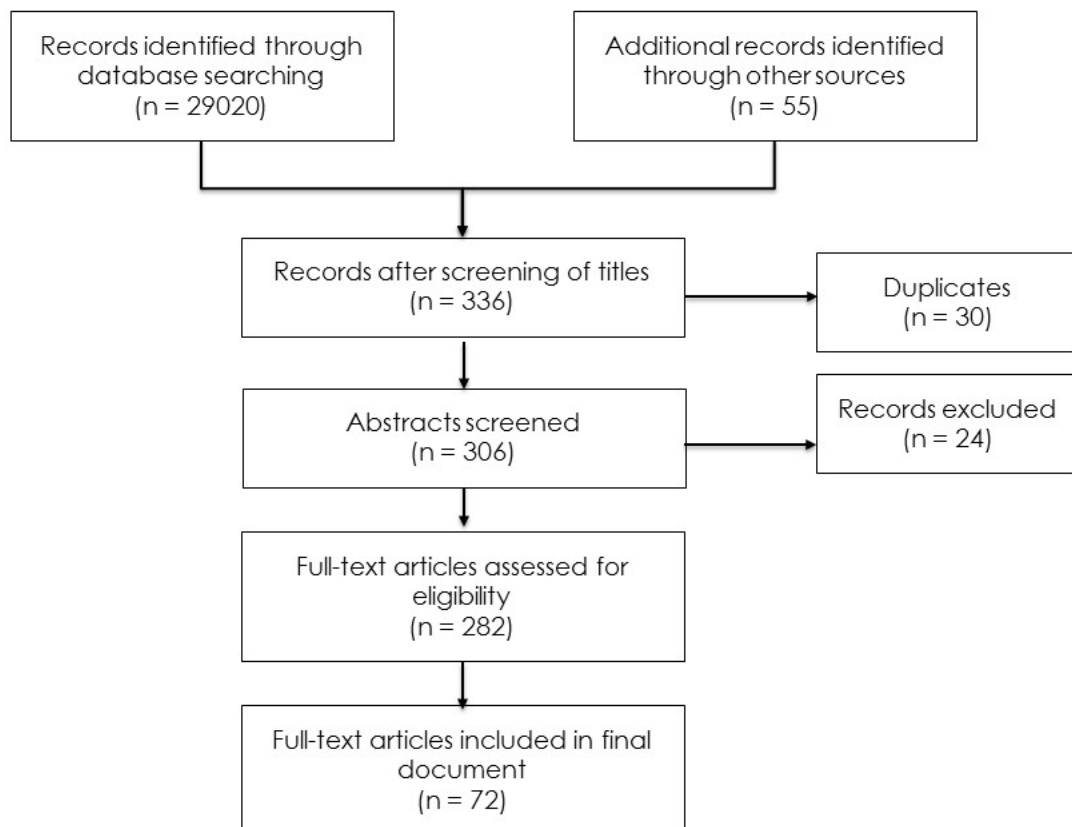 Records identified through
database searching
(n = 29020)
Additional records identified
through other sources
(n = 55)
Records after screening of titles
(n = 336)
Duplicates
(n = 30)
Abstracts screened
(n = 306)
Records excluded
(n = 24)
Full-text articles assessed for
eligibility
(n = 282)
Full-text articles included in final
document
(n = 72)